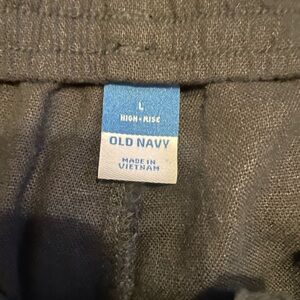 L
HIGH-RISE
OLD NAVY
MADE IN
VIETNAM